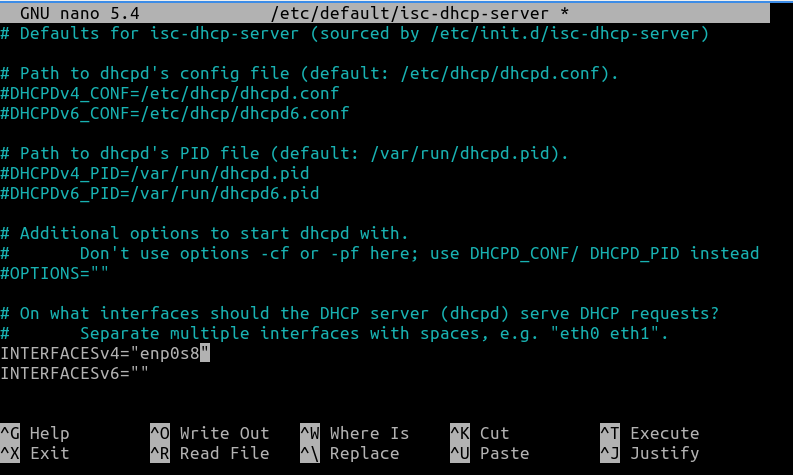 GNU nano 5.4 /etc/default/isc-dhcp-server *
# Defaults for isc-dhcp-server (sourced by /etc/init.d/isc-dhcp-server)
# Path to dhcpd's config file (default: /etc/dhcp/dhcpd.conf).
#DHCPDv4_CONF=/etc/dhcp/dhcpd.conf
#DHCPDv6_CONF=/etc/dhcp/dhcpd6.conf
# Path to dhcpd's PID file (default: /var/run/dhcpd.pid).
#DHCPDv4_PID=/var/run/dhcpd.pid
#DHCPDv6_PID=/var/run/dhcpd6.pid
# Additional options to start dhcpd with.
#       Don't use options -cf or -pf here; use DHCPD_CONF/ DHCPD_PID instead
#OPTIONS=""
# On what interfaces should the DHCP server (dhcpd) serve DHCP requests?
#       Separate multiple interfaces with spaces, e.g. "eth0 eth1".
INTERFACESv4="enp0s8"
INTERFACESv6=""
^G Help ^O Write Out ^W Where Is ^K Cut ^T Execute
^X Exit ^R Read File ^\ Replace ^U Paste ^J Justify